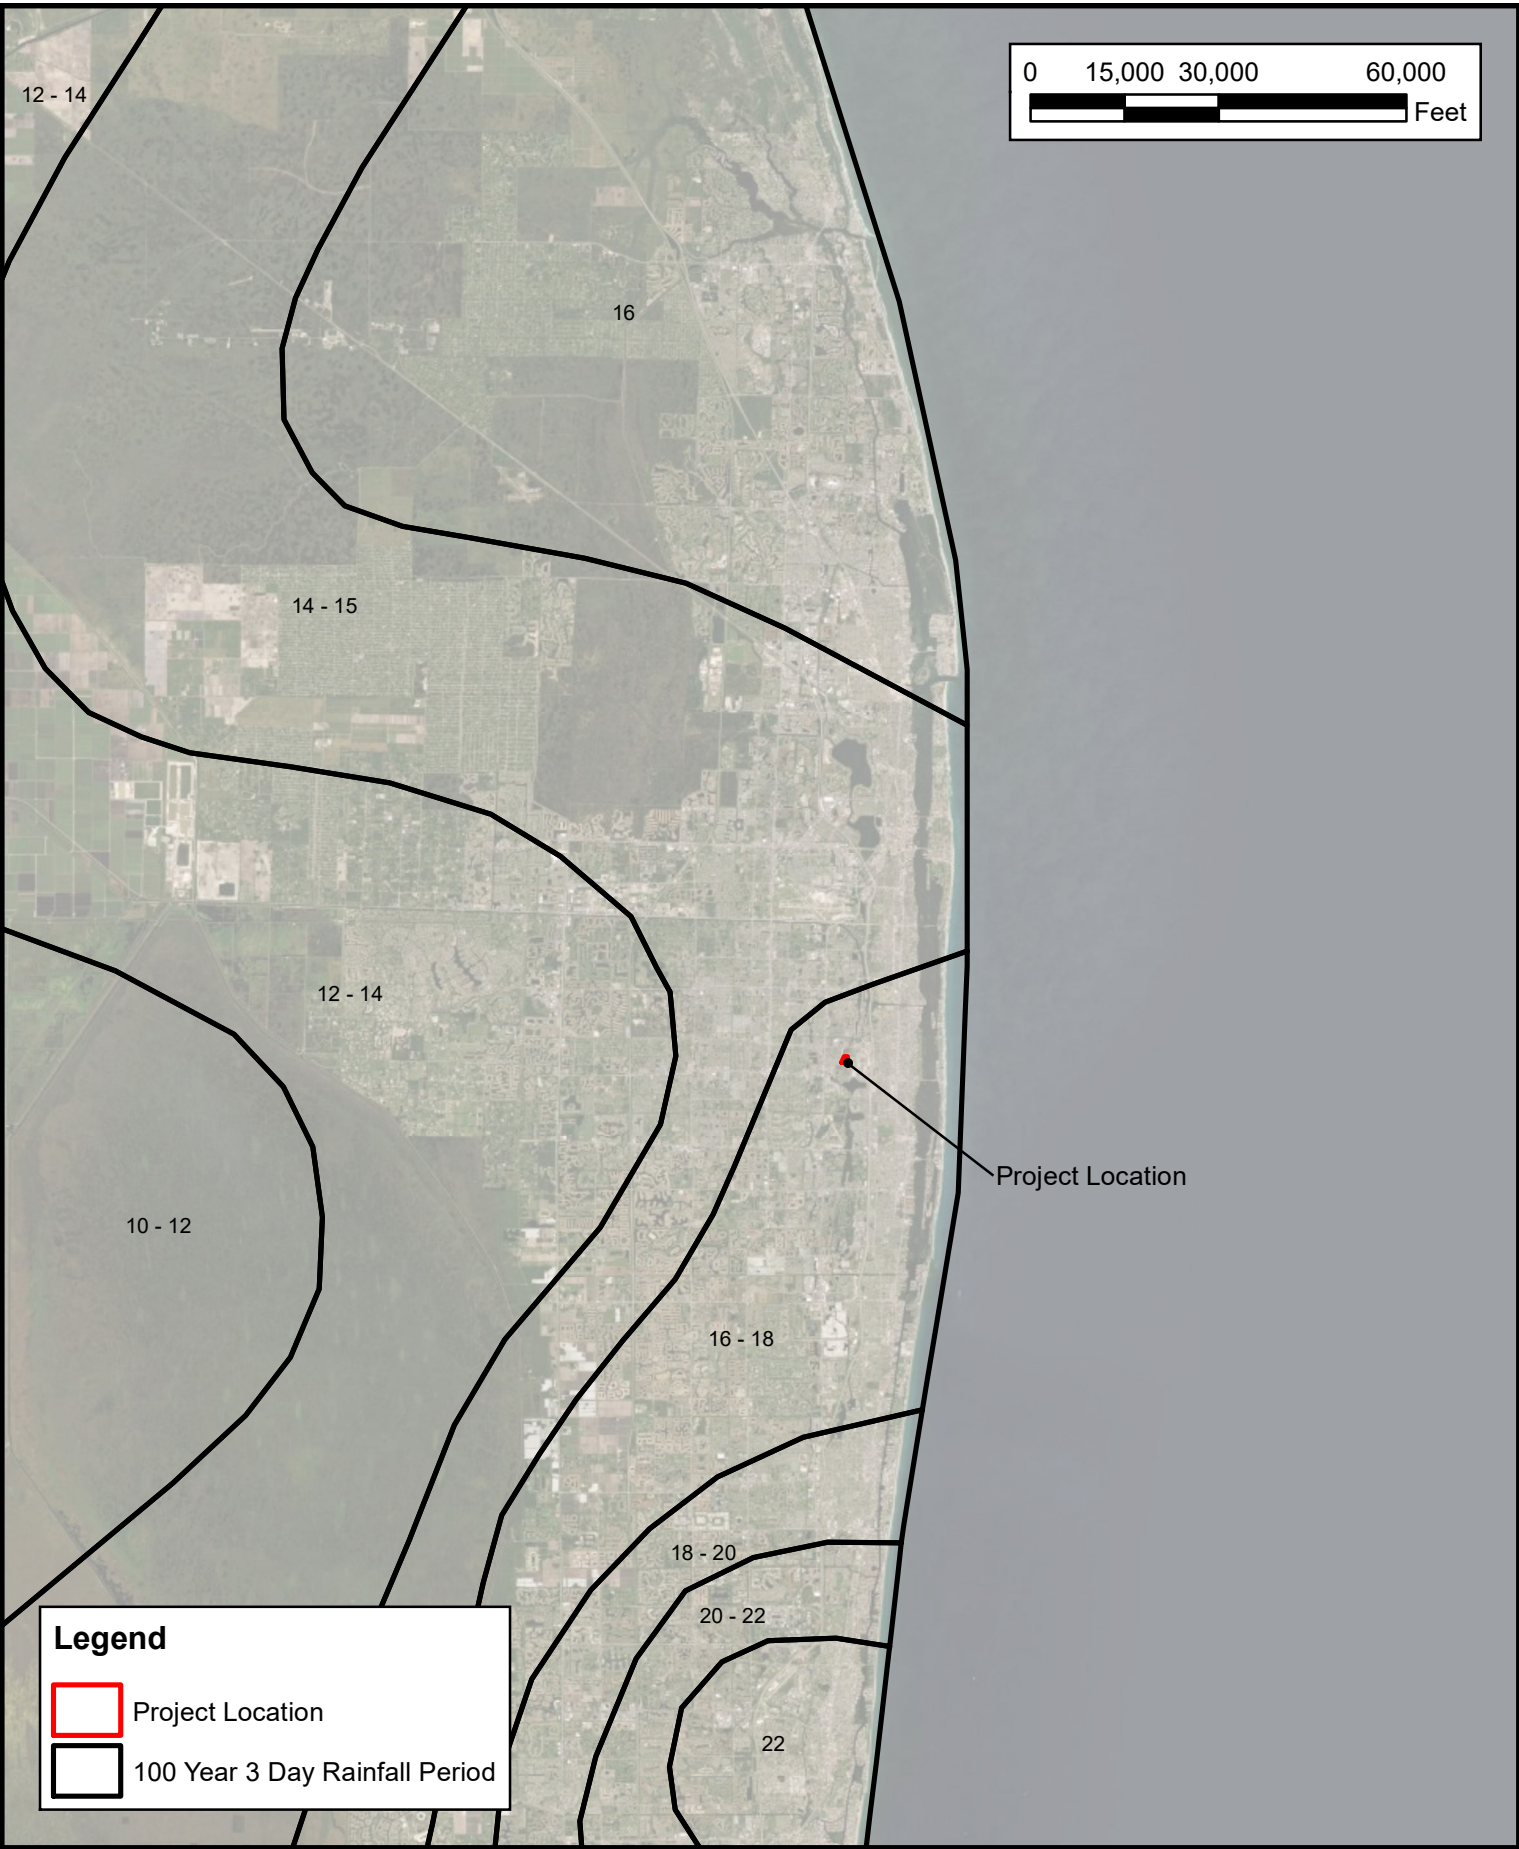 0 15,000 30,000 60,000
Feet
12 - 14
16
14 - 15
12 - 14
Project Location
10 - 12
16 - 18
18 - 20
20 - 22
22
Legend
Project Location
100 Year 3 Day Rainfall Period